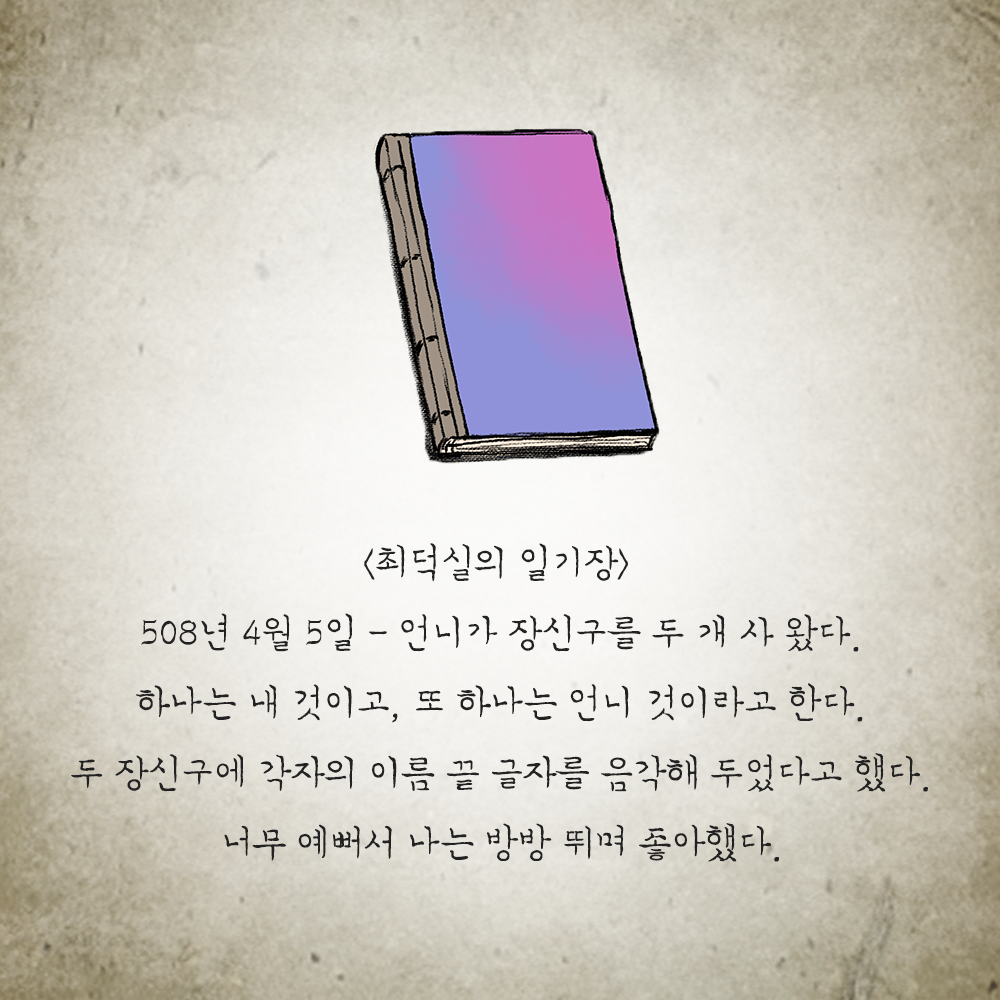 <최덕실의 일기장>
508년 4월 5일 - 언니가 장신구를 두 개 사 왔다.
하나는 내 것이고, 또 하나는 언니 것이라고 한다.
두 장신구에 각자의 이름 끝 글자를 음각해 두었다고 했다.
너무 예뻐서 나는 방방 뛰며 좋아했다.